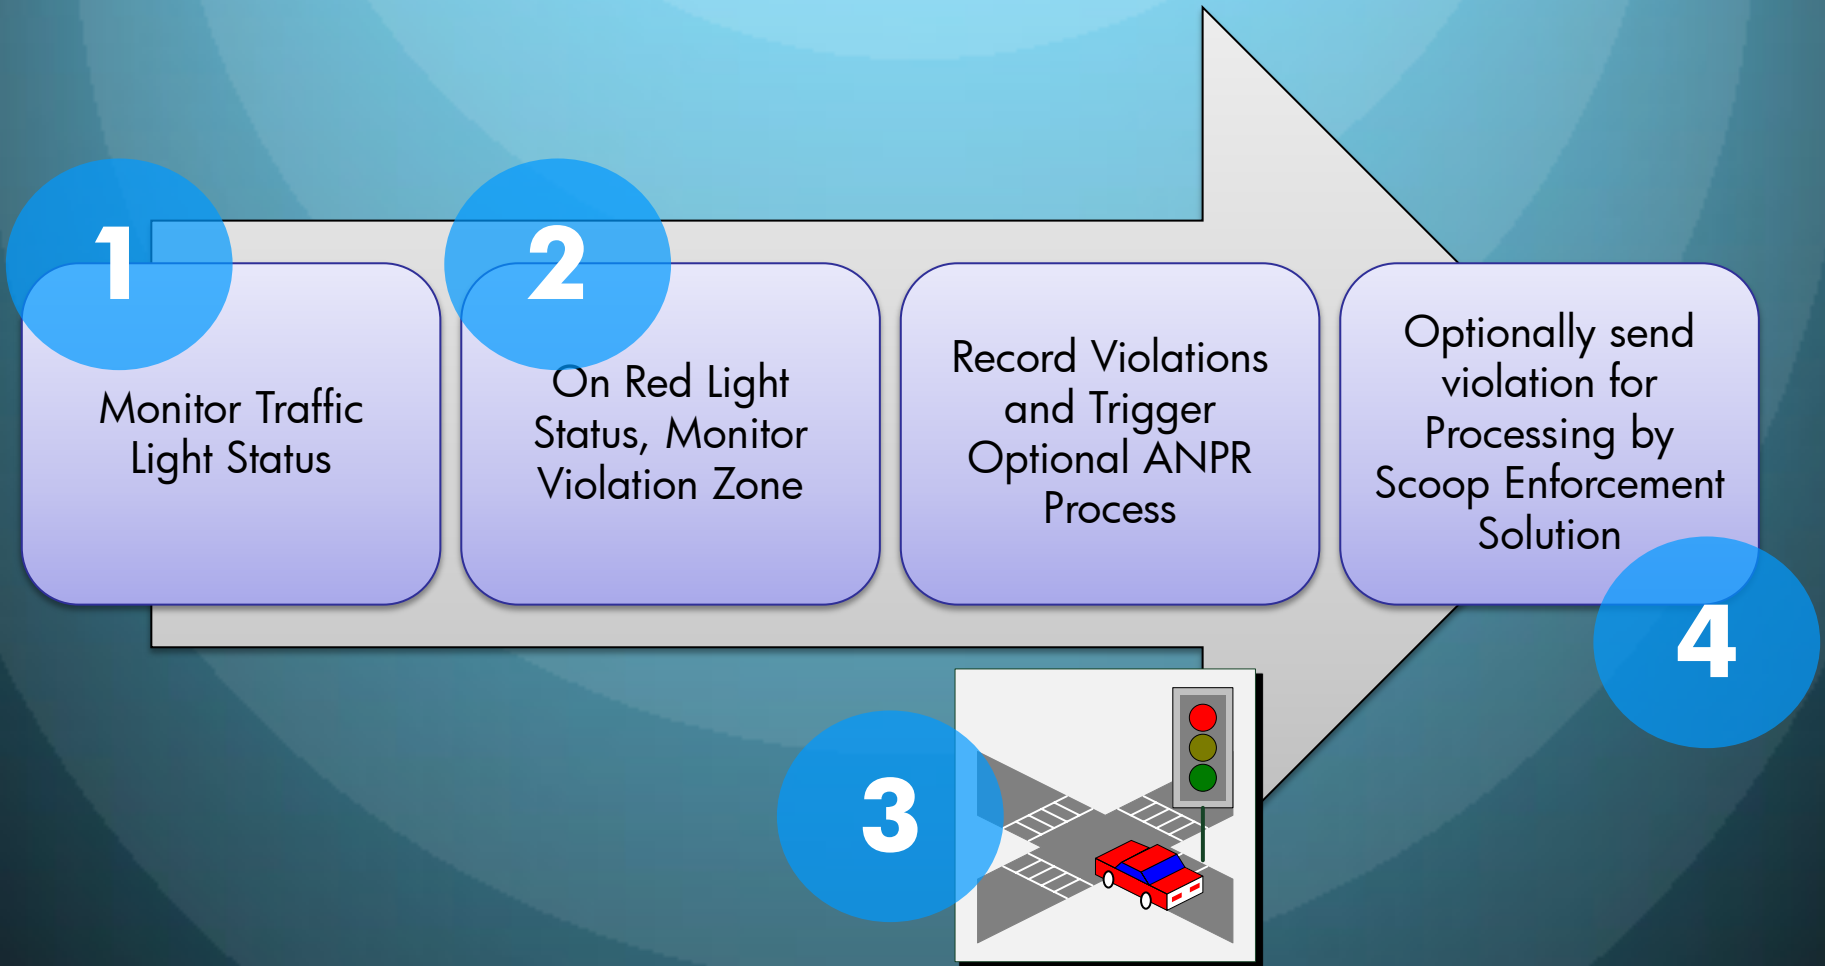 1
Monitor Traffic
Light Status
2
On Red Light
Status, Monitor
Violation Zone
Record Violations
and Trigger
Optional ANPR
Process
3
Optionally send
violation for
Processing by
Scoop Enforcement
Solution
4